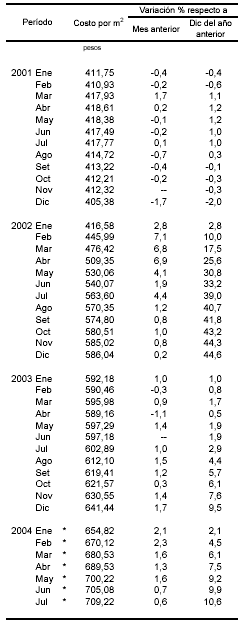 Variación % respecto a
Período Costo por m² Mes anterior Dic del año anterior
pesos
2001 Ene 411,75 -0,4 -0,4
Feb 410,93 -0,2 -0,6
Mar 417,93 1,7 1,1
Abr 418,61 0,2 1,2
May 418,38 -0,1 1,2
Jun 417,49 -0,2 1,0
Jul 417,77 0,1 1,0
Ago 414,72 -0,7 0,3
Set 413,22 -0,4 -0,1
Oct 412,21 -0,2 -0,3
Nov 412,32 -- -0,3
Dic 405,38 -1,7 -2,0
2002 Ene 416,58 2,8 2,8
Feb 445,99 7,1 10,0
Mar 476,42 6,8 17,5
Abr 509,35 6,9 25,6
May 530,06 4,1 30,8
Jun 540,07 1,9 33,2
Jul 563,60 4,4 39,0
Ago 570,35 1,2 40,7
Set 574,80 0,8 41,8
Oct 580,51 1,0 43,2
Nov 585,02 0,8 44,3
Dic 586,04 0,2 44,6
2003 Ene 592,18 1,0 1,0
Feb 590,46 -0,3 0,8
Mar 595,98 0,9 1,7
Abr 589,16 -1,1 0,5
May 597,29 1,4 1,9
Jun 597,18 -- 1,9
Jul 602,89 1,0 2,9
Ago 612,10 1,5 4,4
Set 619,41 1,2 5,7
Oct 621,57 0,3 6,1
Nov 630,55 1,4 7,6
Dic 641,44 1,7 9,5
2004 Ene * 654,82 2,1 2,1
Feb * 670,12 2,3 4,5
Mar * 680,53 1,6 6,1
Abr * 689,53 1,3 7,5
May * 700,22 1,6 9,2
Jun * 705,08 0,7 9,9
Jul * 709,22 0,6 10,6